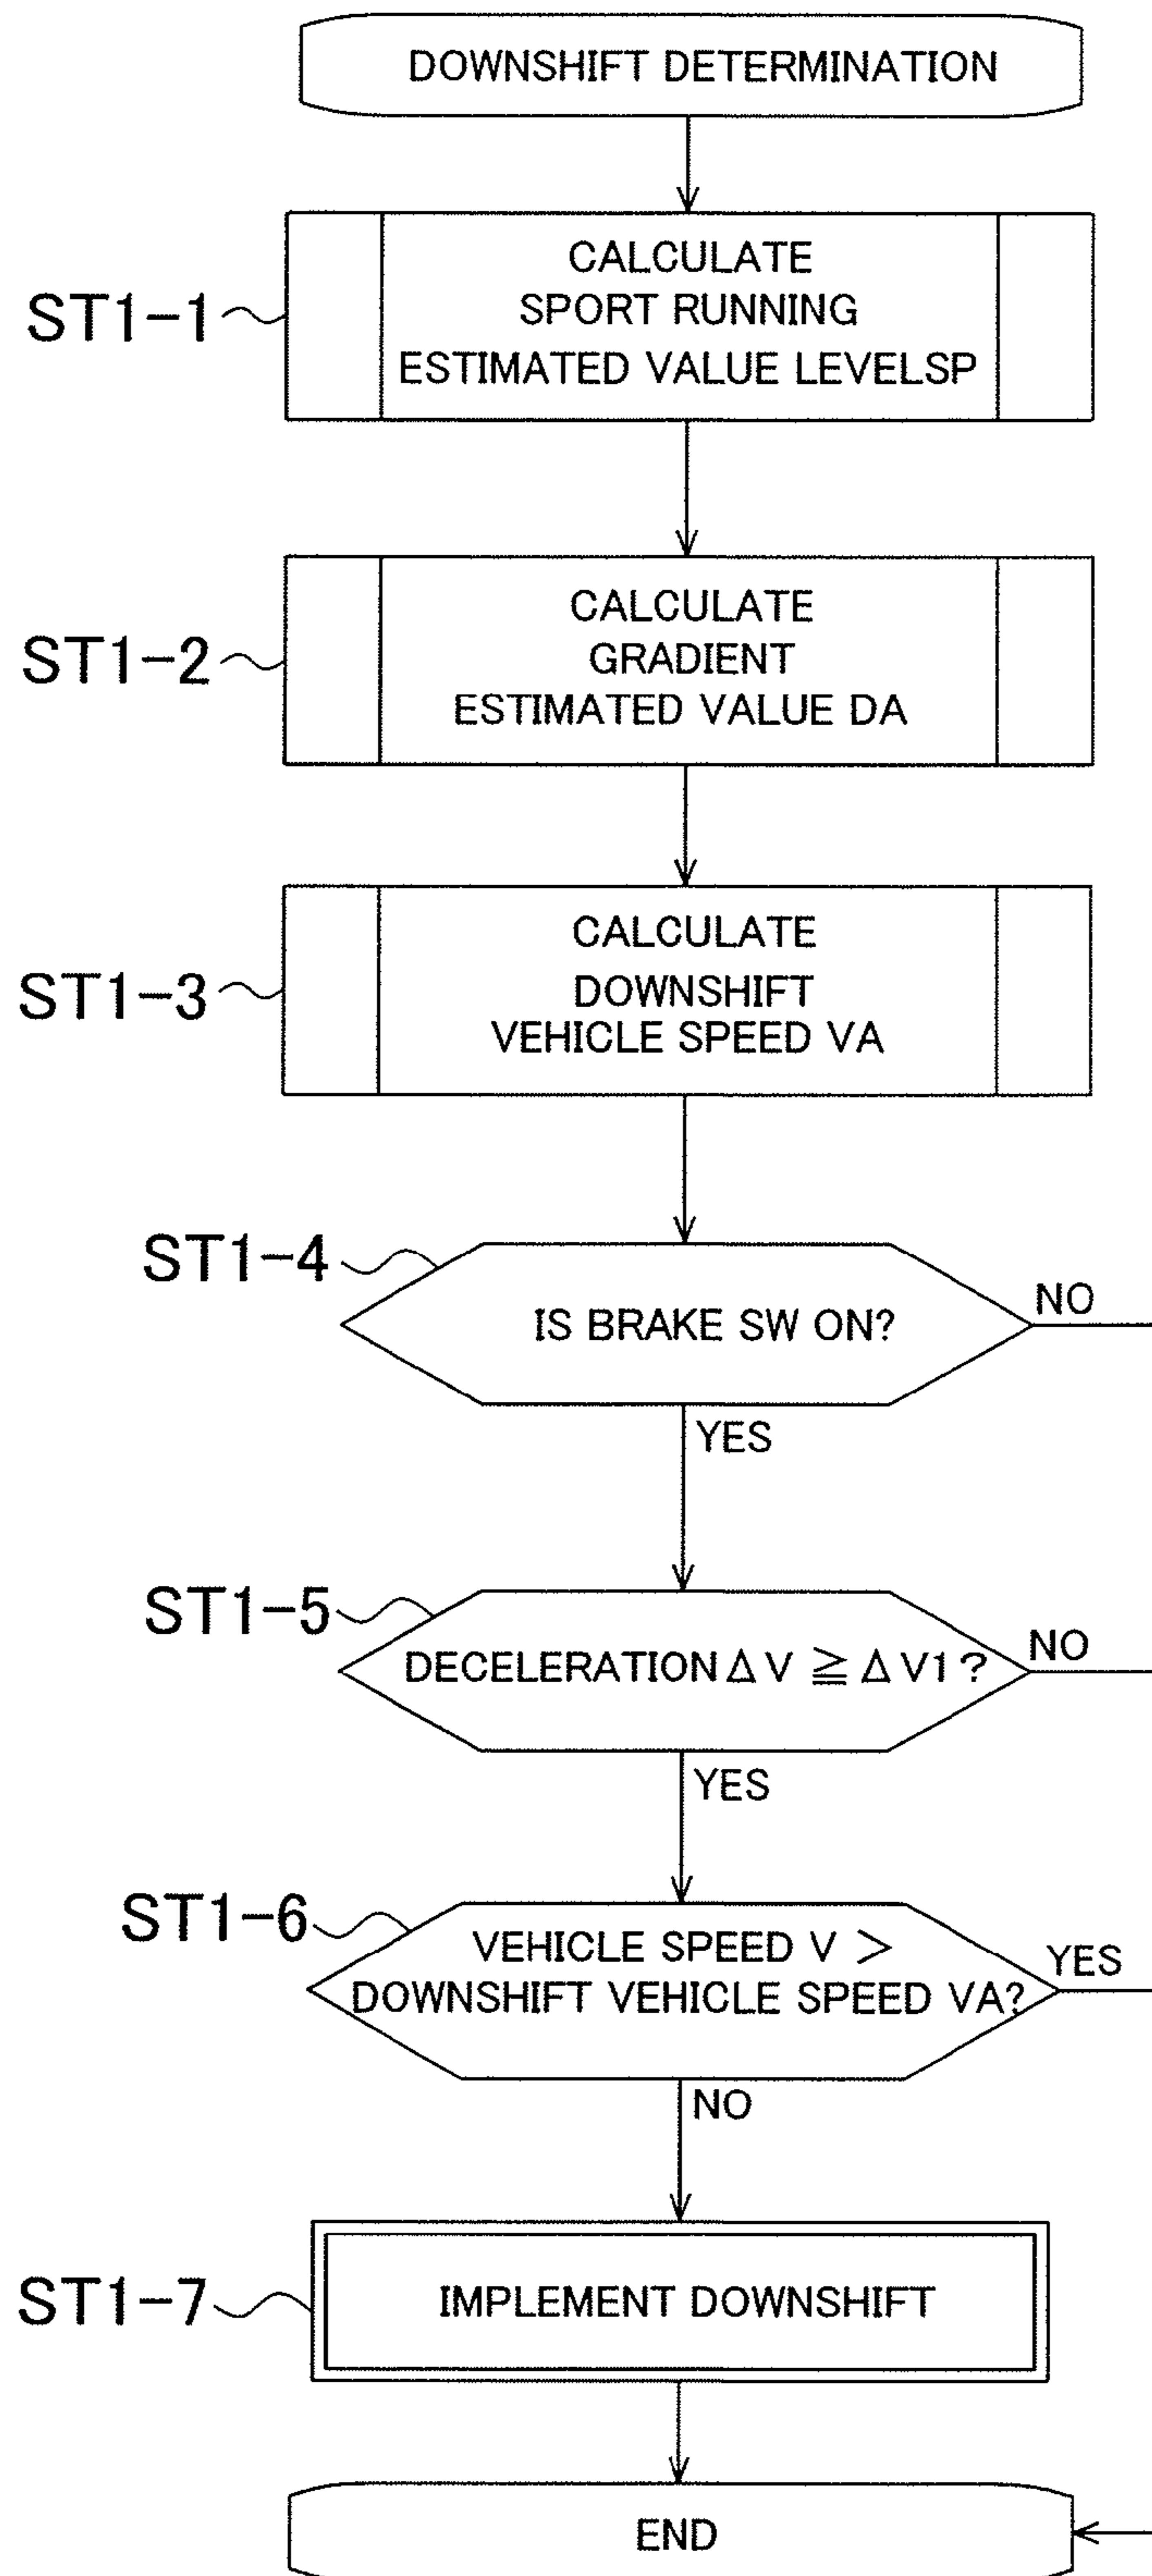 DOWNSHIFT DETERMINATION
ST1-1
CALCULATE
SPORT RUNNING
ESTIMATED VALUE LEVELSP
ST1-2
CALCULATE
GRADIENT
ESTIMATED VALUE DA
ST1-3
CALCULATE
DOWNSHIFT
VEHICLE SPEED VA
ST1-4
IS BRAKE SW ON?
NO
YES
ST1-5
DECELERATION Δ V ≧ Δ V1 ?
NO
YES
ST1-6
VEHICLE SPEED V >
DOWNSHIFT VEHICLE SPEED VA?
YES
NO
ST1-7
IMPLEMENT DOWNSHIFT
END